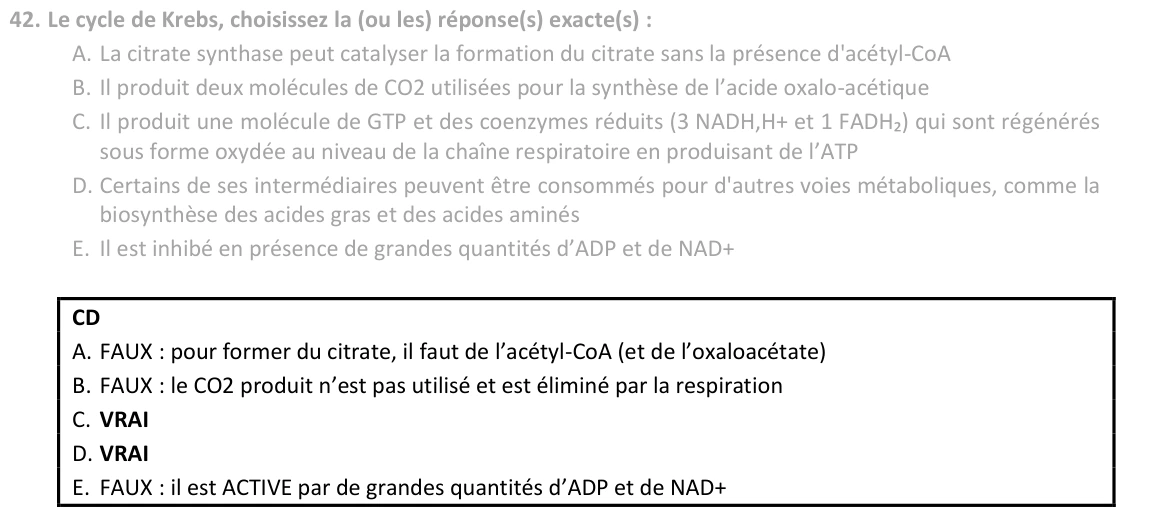 42. Le cycle de Krebs, choisissez la (ou les) réponse(s) exacte(s) :
A. La citrate synthase peut catalyser la formation du citrate sans la présence d'acétyl-CoA
B. Il produit deux molécules de CO2 utilisées pour la synthèse de l’acide oxalo-acétique
C. Il produit une molécule de GTP et des coenzymes réduits (3 NADH,H+ et 1 FADH₂) qui sont régénérés
sous forme oxydée au niveau de la chaîne respiratoire en produisant de l’ATP
D. Certains de ses intermédiaires peuvent être consommés pour d'autres voies métaboliques, comme la
biosynthèse des acides gras et des acides aminés
E. Il est inhibé en présence de grandes quantités d’ADP et de NAD+
CD
A. FAUX : pour former du citrate, il faut de l’acétyl-CoA (et de l’oxaloacétate)
B. FAUX : le CO2 produit n’est pas utilisé et est éliminé par la respiration
C. VRAI
D. VRAI
E. FAUX : il est ACTIVE par de grandes quantités d’ADP et de NAD+